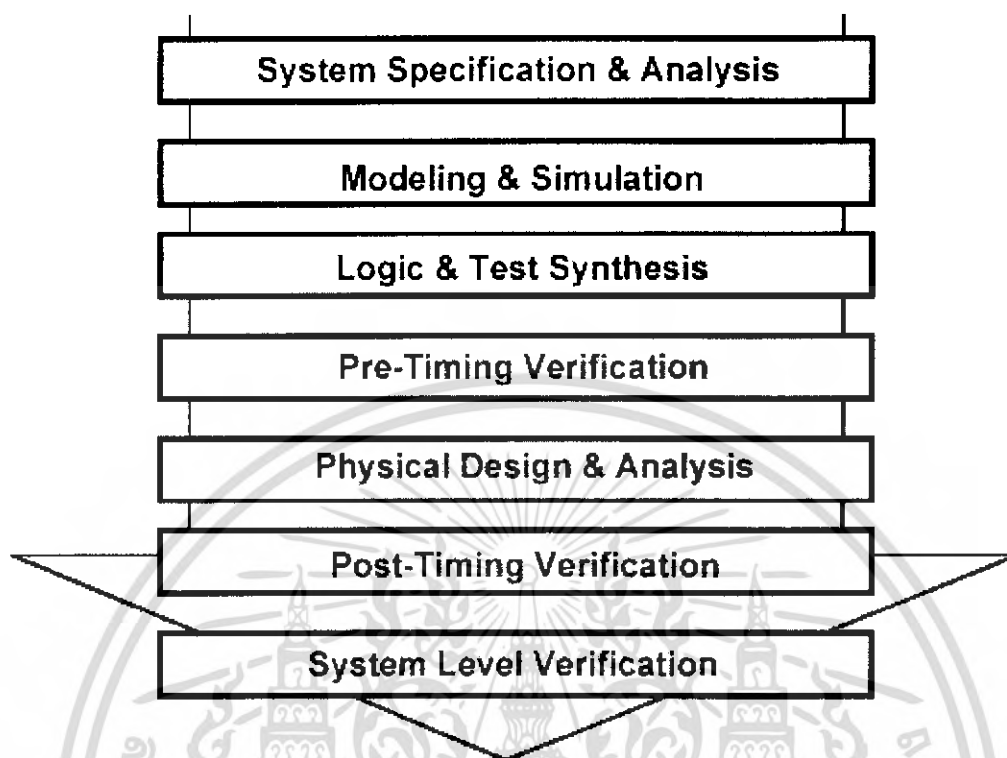 System Specification & Analysis
Modeling & Simulation
Logic & Test Synthesis
Pre-Timing Verification
Physical Design & Analysis
Post-Timing Verification
System Level Verification